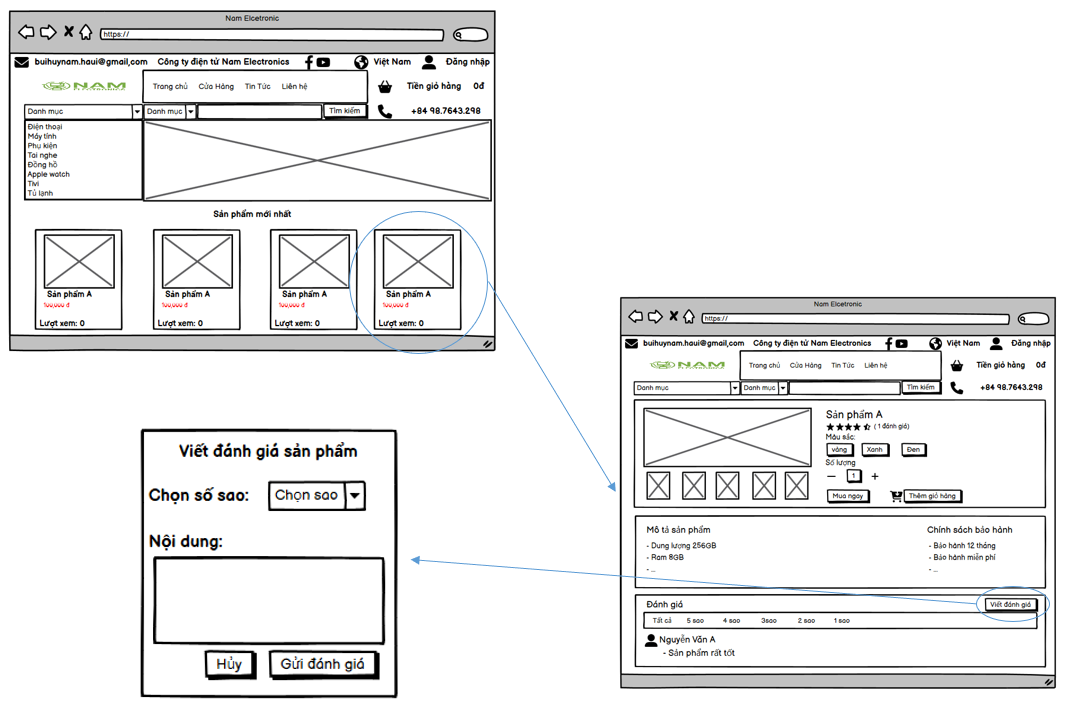 Nam Elcetronic
https://
buihuynam.haui@gmail,com Công ty điện tử Nam Electronics Việt Nam Đăng nhập
NAM Trang chủ Cửa Hàng Tin Tức Liên hệ Tiền giỏ hàng 0đ
ELECTRONICS
Danh mục Danh mục Tìm kiếm +84 98.7643.298
Điện thoại
Máy tính
Phụ kiện
Tai nghe
Đồng hồ
Apple watch
Tivi
Tủ lạnh
Sản phẩm mới nhất
Sản phẩm A Sản phẩm A Sản phẩm A Sản phẩm A
Lượt xem: 0 Lượt xem: 0 Lượt xem: 0 Lượt xem: 0
Nam Elcetronic
https://
buihuynam.haui@gmail,com Công ty điện tử Nam Electronics Việt Nam Đăng nhập
NAM Trang chủ Cửa Hàng Tin Tức Liên hệ Tiền giỏ hàng 0đ
ELECTRONICS
Danh mục Danh mục Tìm kiếm +84 98.7643.298
Sản phẩm A
( 1 đánh giá)
Màu sắc:
vàng Xanh Đen
Số lượng
1
Mua ngay Thêm giỏ hàng
Mô tả sản phẩm Chính sách bảo hành
- Dung lượng 256GB - Bảo hành 12 tháng
- Ram 8GB - Bảo hành miễn phí
- ... - ...
Đánh giá Viết đánh giá
Tất cả 5 sao 4 sao 3sao 2 sao 1 sao
Nguyễn Văn A
- Sản phẩm rất tốt
Viết đánh giá sản phẩm
Chọn số sao: Chọn sao
Nội dung:
Hủy Gửi đánh giá